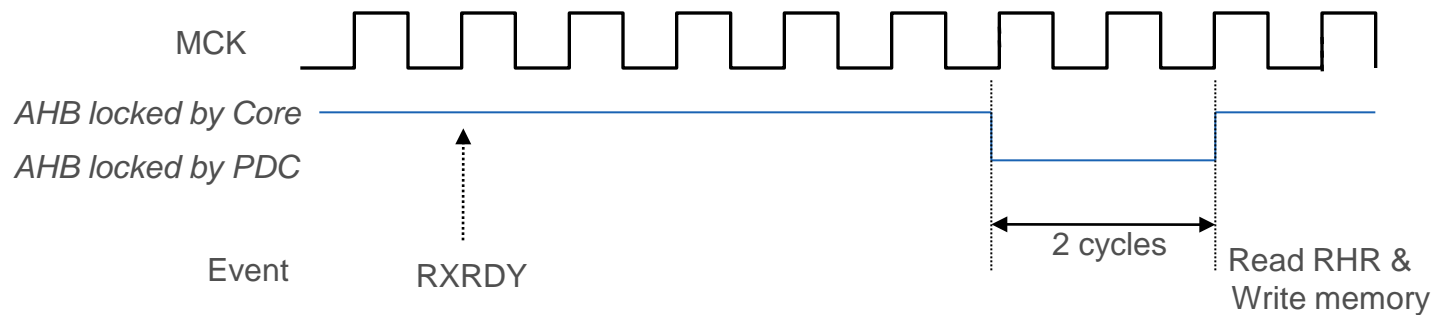 MCK
AHB locked by Core
AHB locked by PDC
2 cycles
Event
RXRDY
Read RHR &
Write memory